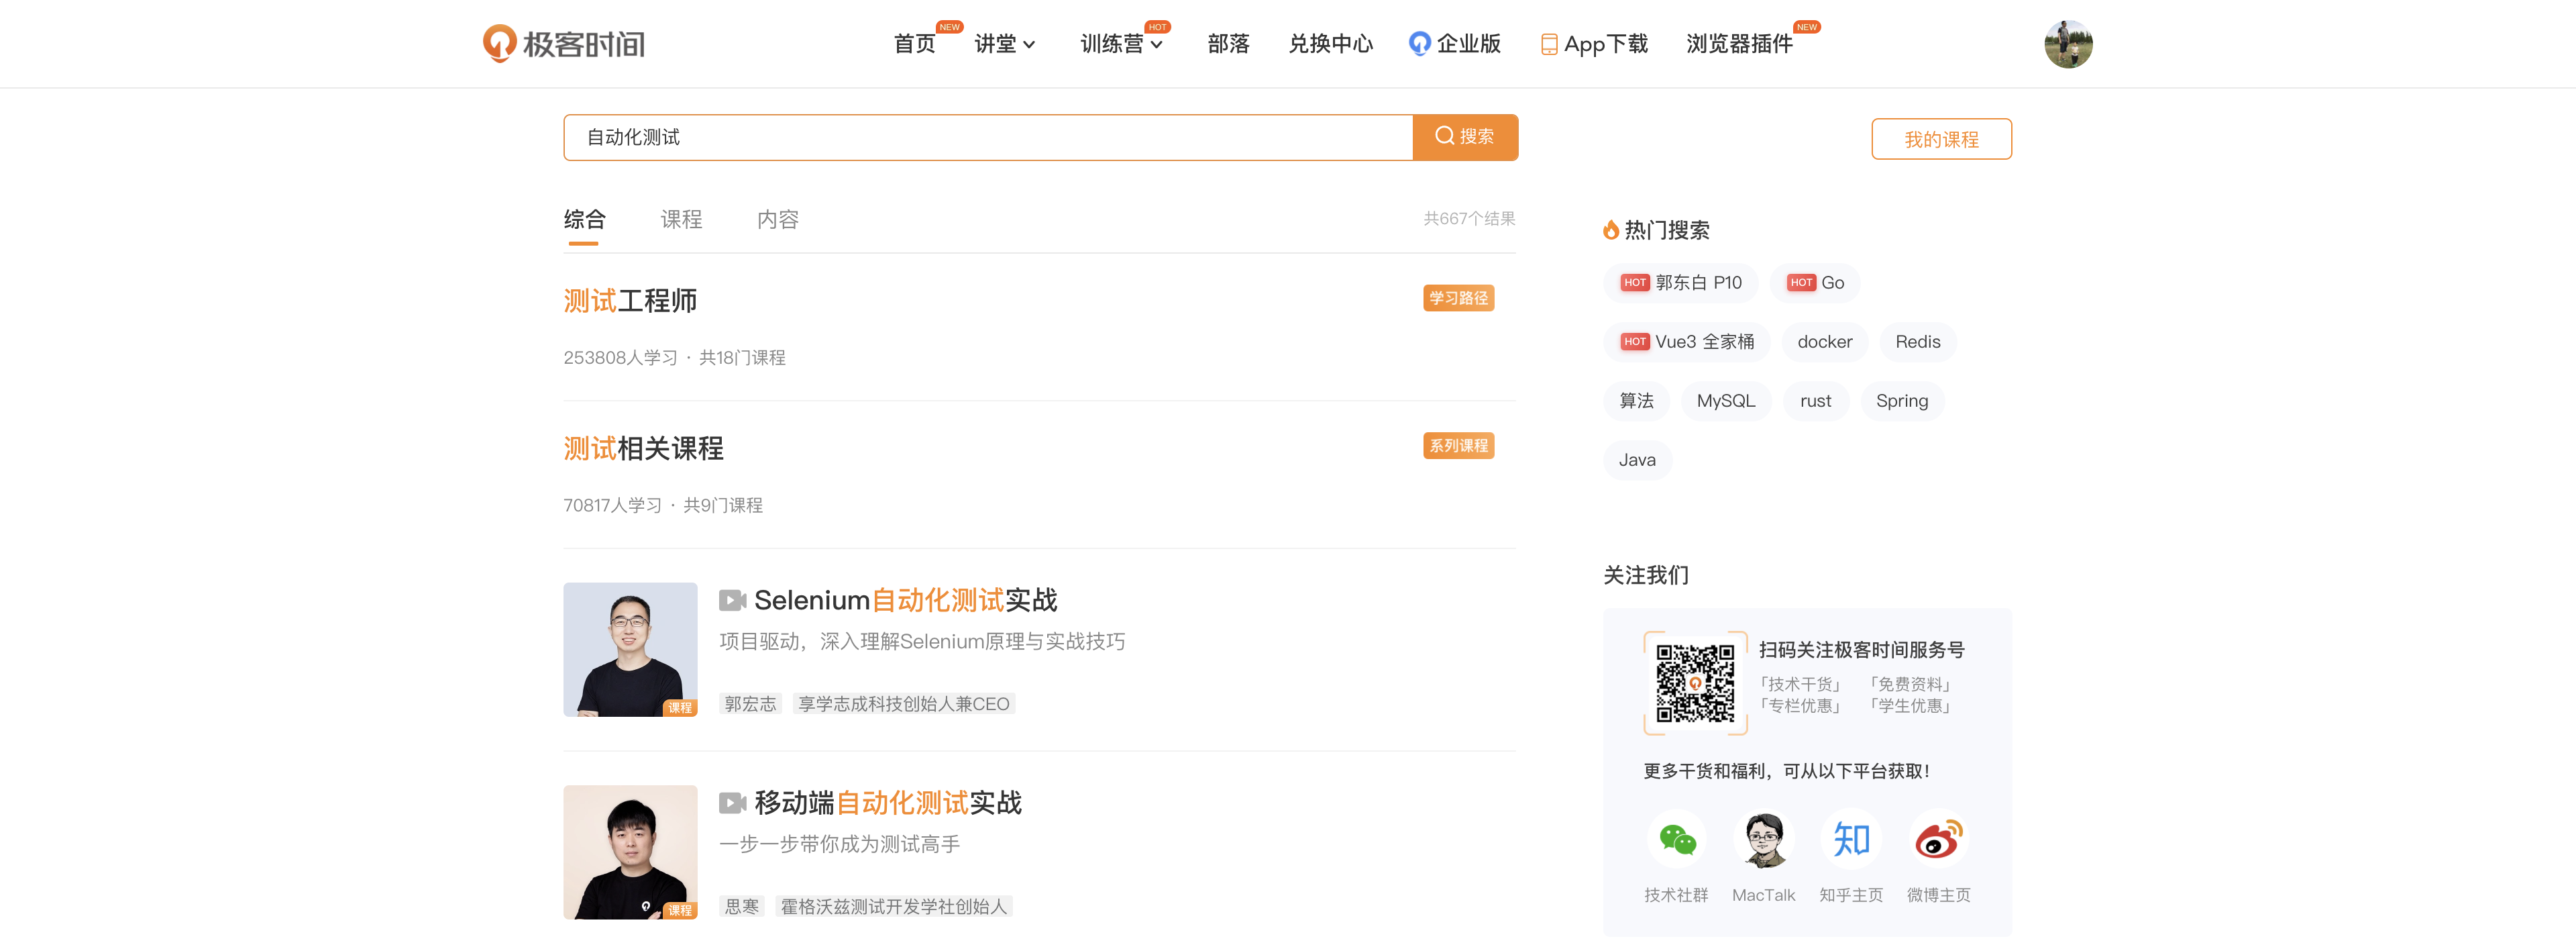 极客时间
首页 NEW 讲堂 训练营 HOT 部落 兑换中心 企业版 App下载 浏览器插件 NEW
自动化测试 搜索
我的课程
综合 课程 内容 共667个结果
测试工程师 学习路径
253808人学习 · 共18门课程
测试相关课程 系列课程
70817人学习 · 共9门课程
Selenium自动化测试实战
项目驱动，深入理解Selenium原理与实战技巧
郭宏志 享学志成科技创始人兼CEO
课程
移动端自动化测试实战
一步一步带你成为测试高手
思寒 霍格沃兹测试开发学社创始人
课程
热门搜索
HOT 郭东白 P10 HOT Go
HOT Vue3 全家桶 docker Redis
算法 MySQL rust Spring
Java
关注我们
扫码关注极客时间服务号
「技术干货」 「免费资料」
「专栏优惠」 「学生优惠」
更多干货和福利，可从以下平台获取！
知
技术社群 MacTalk 知乎主页 微博主页